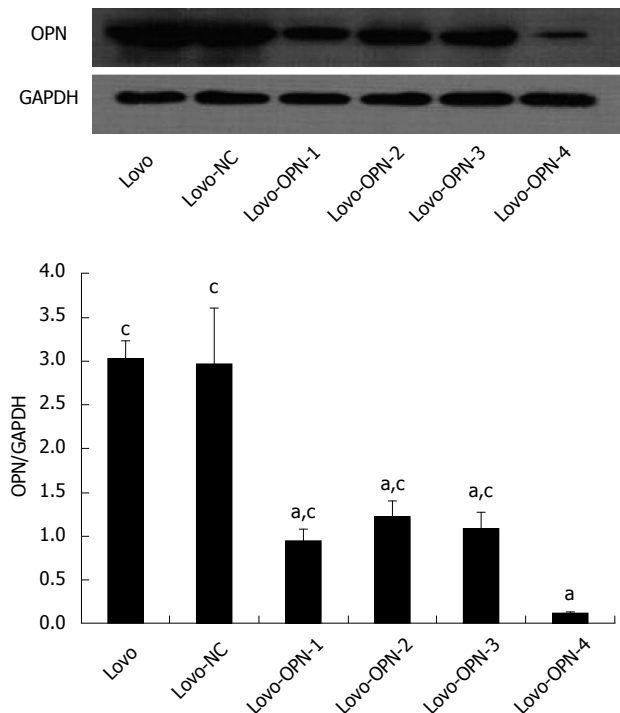 OPN
GAPDH
Lovo
Lovo-NC
Lovo-OPN-1
Lovo-OPN-2
Lovo-OPN-3
Lovo-OPN-4
4.0
3.5
3.0
2.5
2.0
1.5
1.0
0.5
0.0
OPN/GAPDH
c
c
a,c
a,c
a,c
a
Lovo
Lovo-NC
Lovo-OPN-1
Lovo-OPN-2
Lovo-OPN-3
Lovo-OPN-4